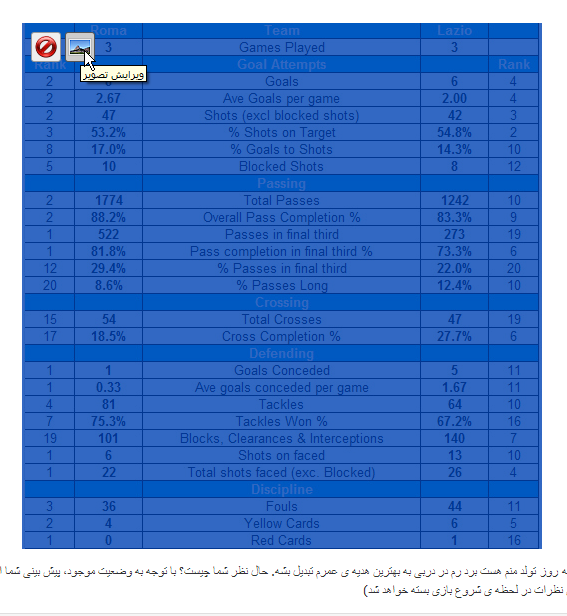 Roma Team Lazio
3 Games Played 3
Rank Goal Attempts Rank
2 Goals 6 4
2 2.67 Ave Goals per game 2.00 4
2 47 Shots (excl blocked shots) 42 3
3 53.2% % Shots on Target 54.8% 2
8 17.0% % Goals to Shots 14.3% 10
5 10 Blocked Shots 8 12
Passing
2 1774 Total Passes 1242 10
2 88.2% Overall Pass Completion % 83.3% 9
1 522 Passes in final third 273 19
1 81.8% Pass completion in final third % 73.3% 6
12 29.4% % Passes in final third 22.0% 20
20 8.6% % Passes Long 12.4% 10
Crossing
15 54 Total Crosses 47 19
17 18.5% Cross Completion % 27.7% 6
Defending
1 1 Goals Conceded 5 11
1 0.33 Ave goals conceded per game 1.67 11
4 81 Tackles 64 10
7 75.3% Tackles Won % 67.2% 16
19 101 Blocks, Clearances & Interceptions 140 7
1 6 Shots on faced 13 10
1 22 Total shots faced (exc. Blocked) 26 4
Discipline
3 36 Fouls 44 11
2 4 Yellow Cards 6 5
1 0 Red Cards 1 16
ویرایش تصویر
ه روز تولد منم هست برد رم در دربی به بهترین هدیه ی عمرم تبدیل بشه. حال نظر شما چیست؟ با توجه به وضعیت موجود، پیش بینی شما
نظرات در لحظه ی شروع بازی بسته خواهد شد)